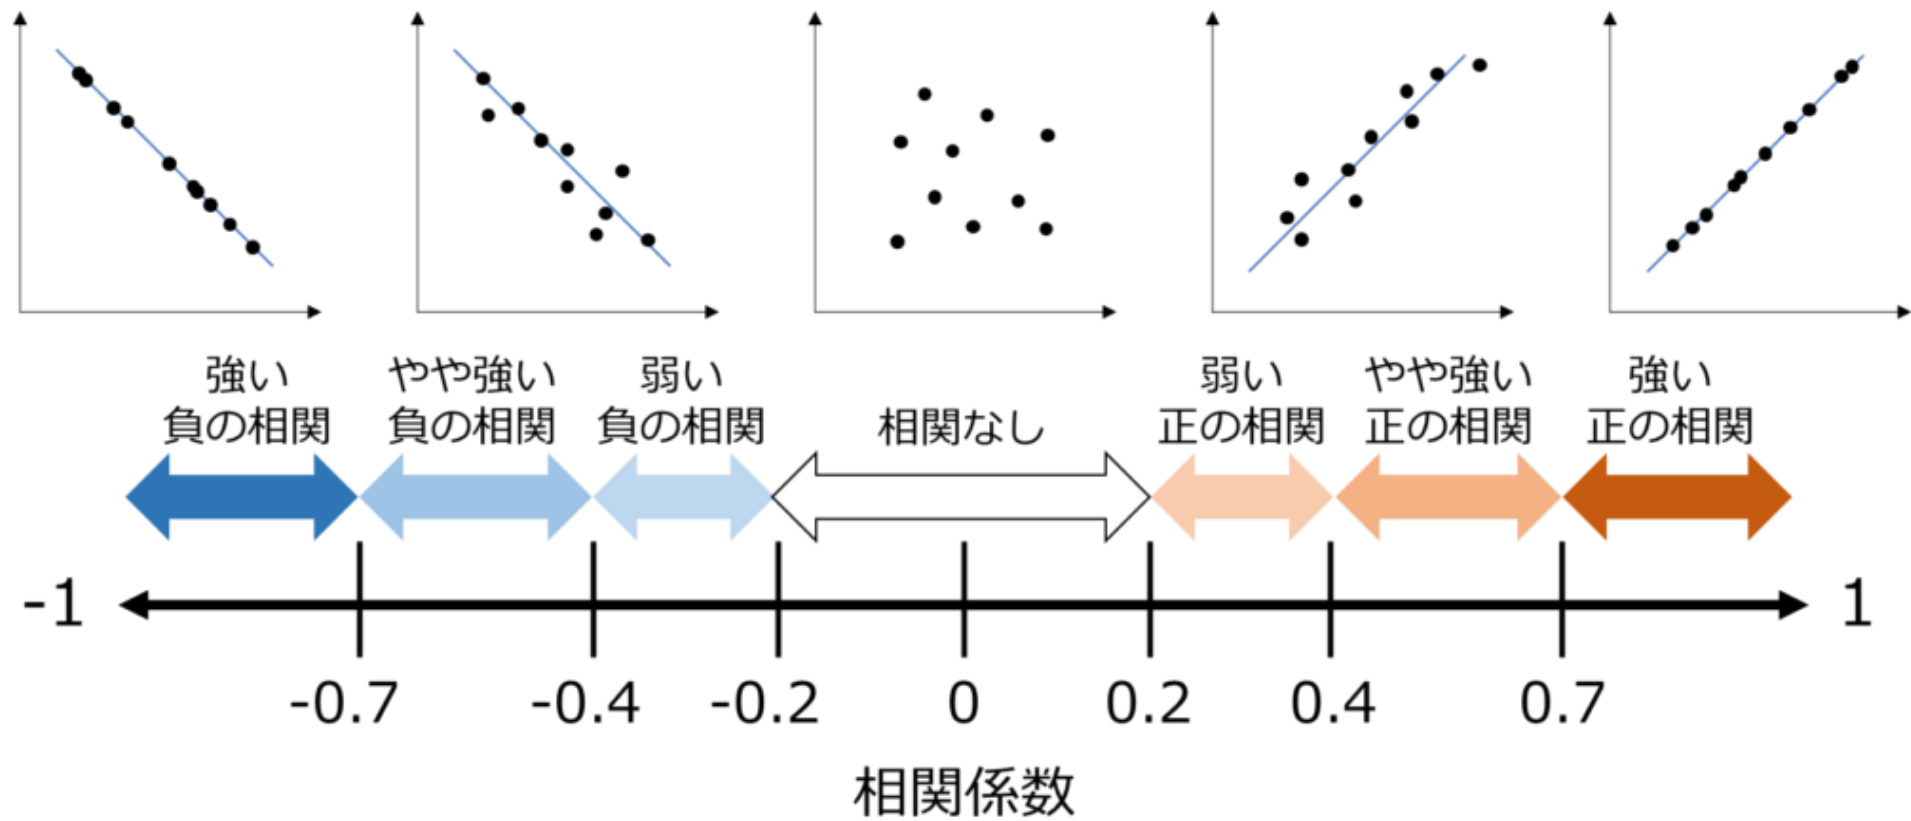 強い
負の相関
やや強い
負の相関
弱い
負の相関
相関なし
弱い
正の相関
やや強い
正の相関
強い
正の相関
-1
1
-0.7
-0.4
-0.2
0
0.2
0.4
0.7
相関係数